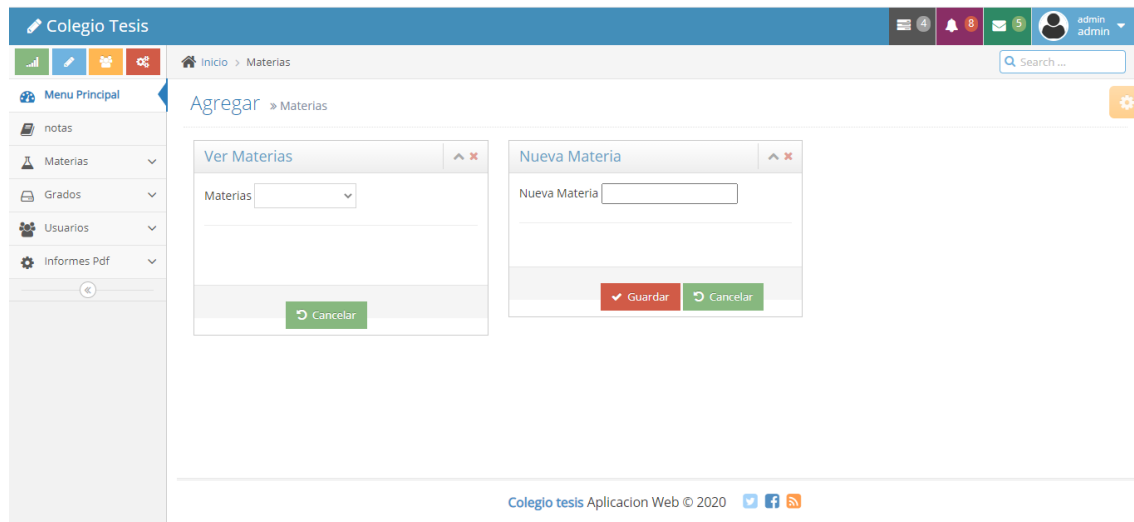 Colegio Tesis
4
8
5
admin
admin
Inicio > Materias
Search ...
Menu Principal
notas
Materias
Grados
Usuarios
Informes Pdf
Agregar » Materias
Ver Materias
Materias
Cancelar
Nueva Materia
Nueva Materia
Guardar
Cancelar
Colegio tesis Aplicacion Web © 2020